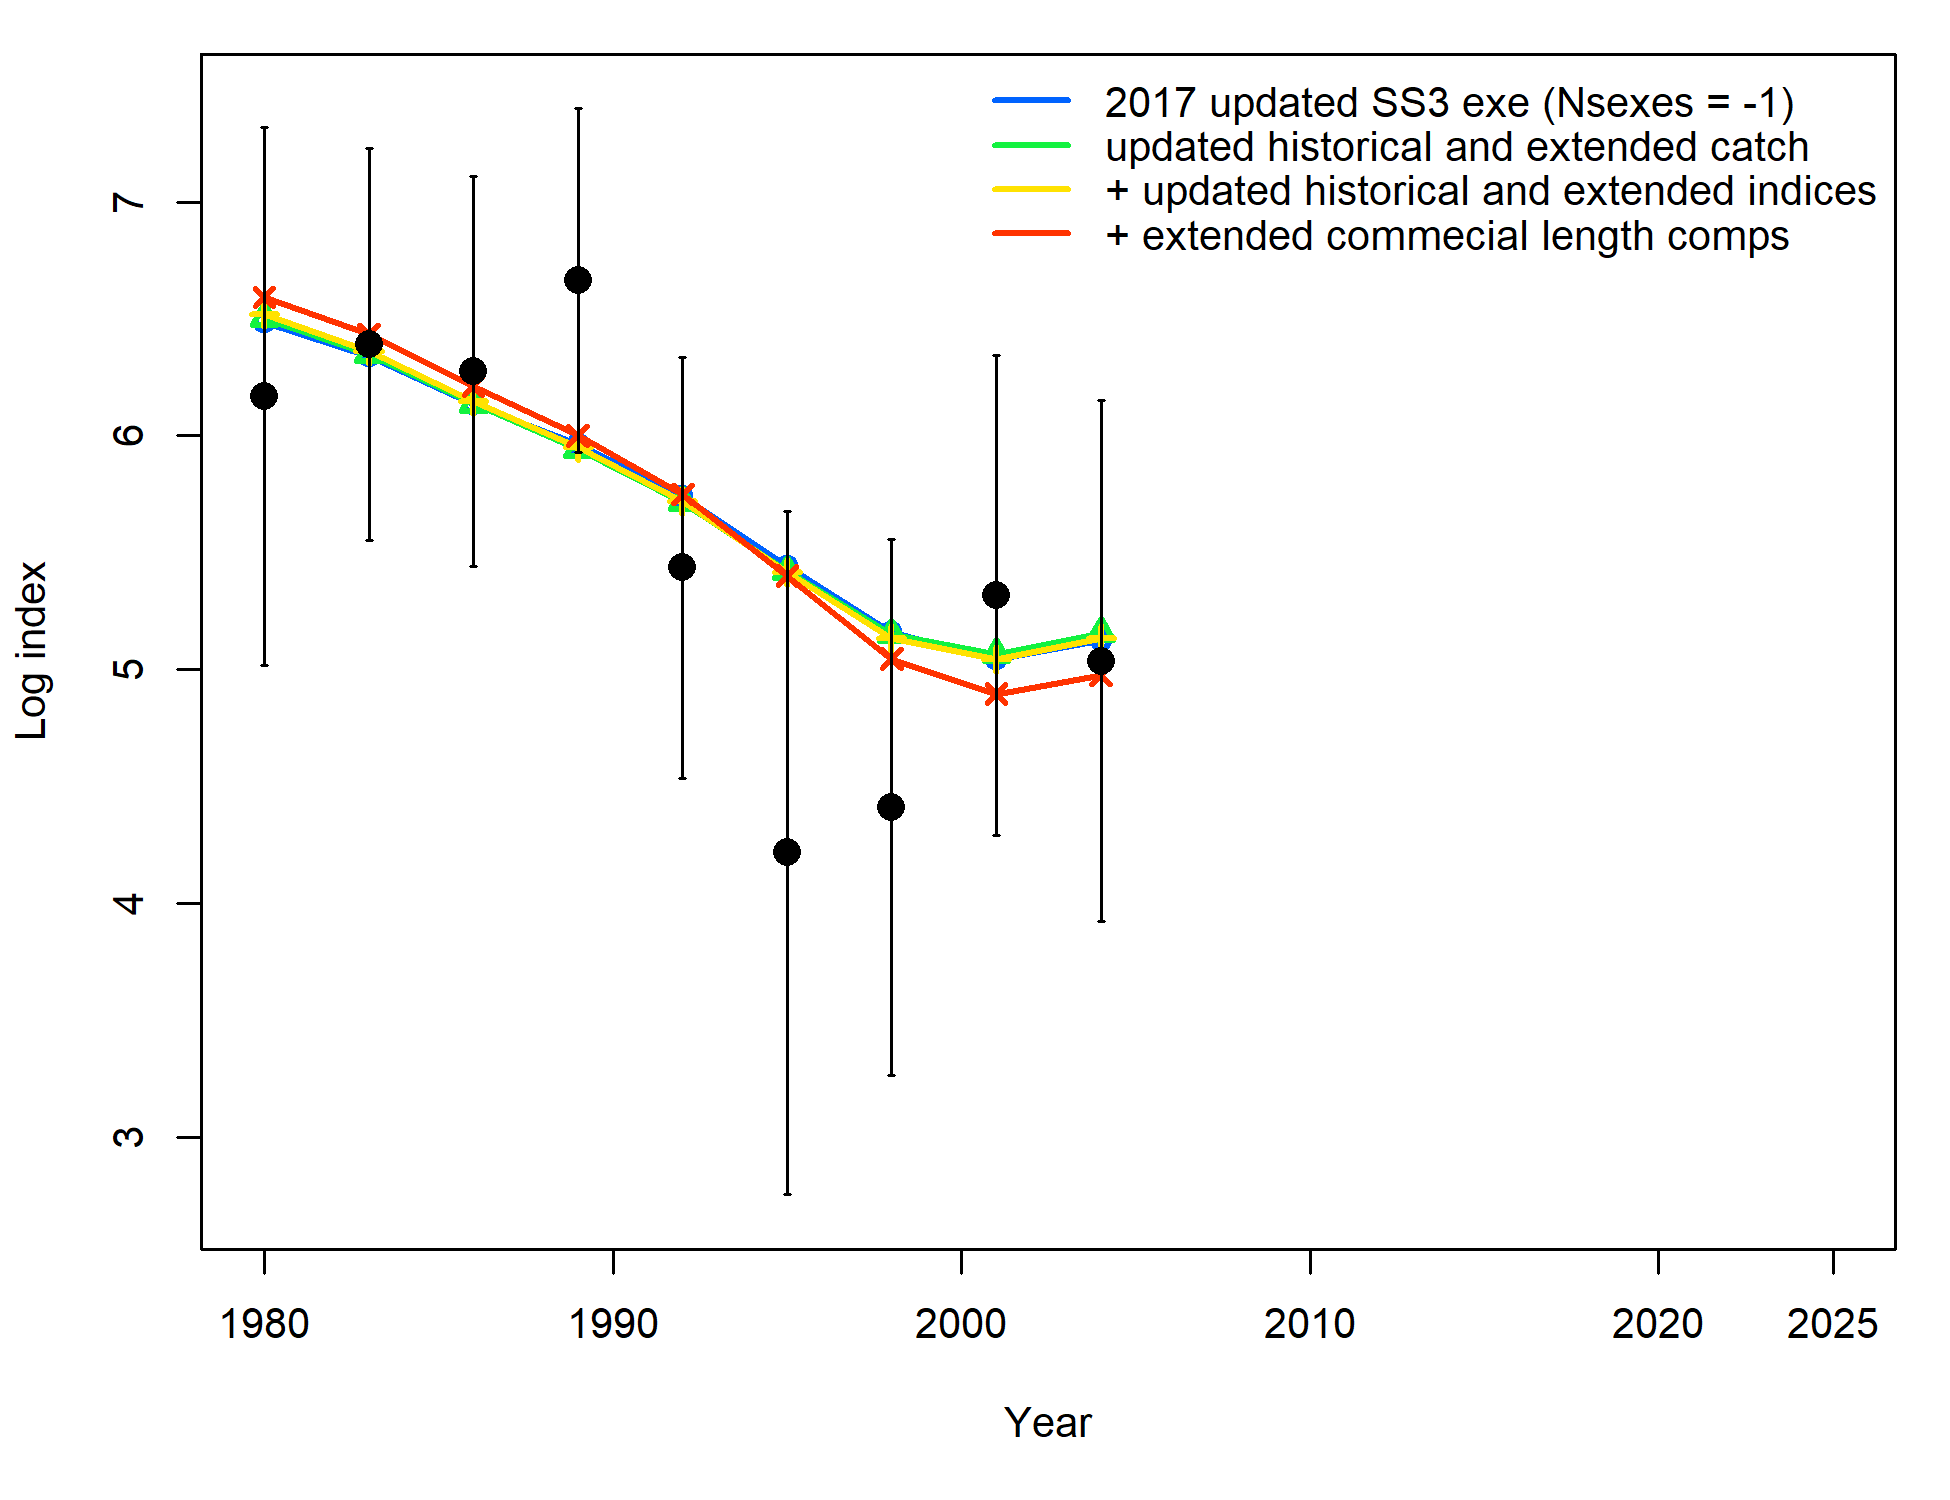 2017 updated SS3 exe (Nsexes = -1)
updated historical and extended catch
+ updated historical and extended indices
+ extended commecial length comps
Log index
7
6
5
4
3
1980 1990 2000 2010 2020 2025
Year